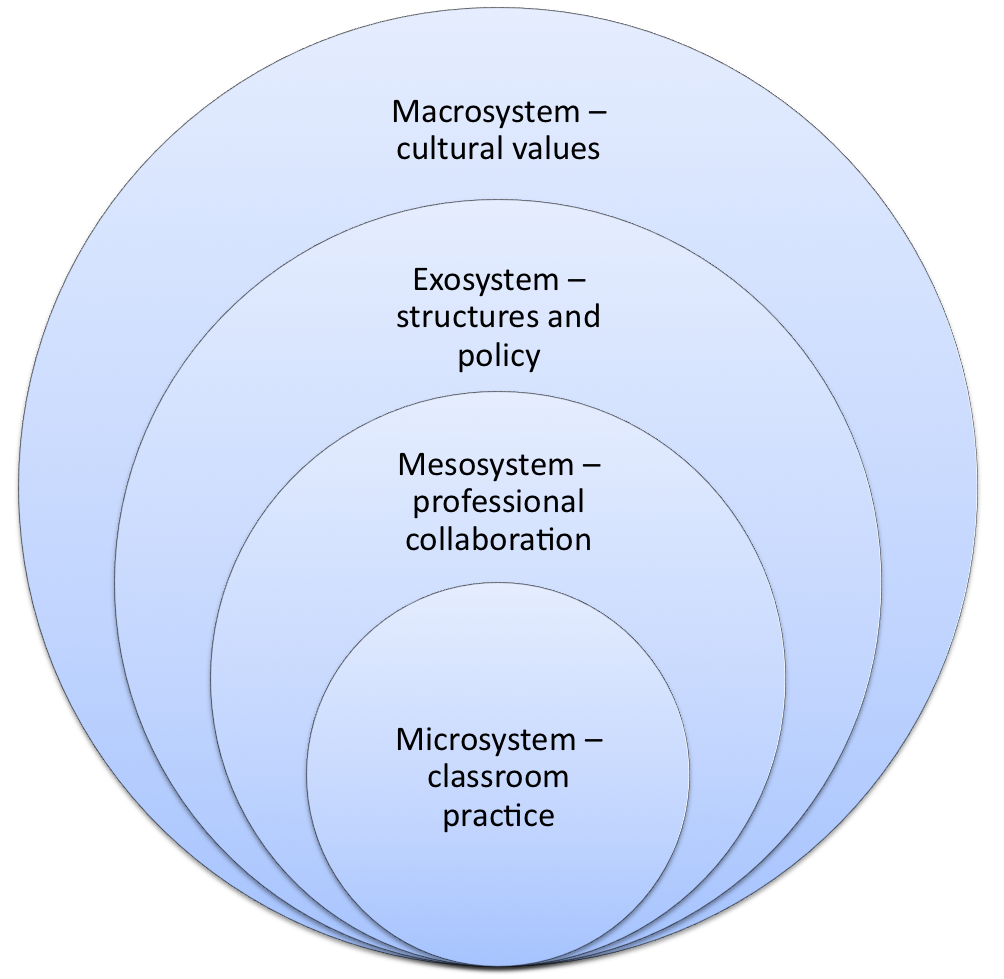 Macrosystem –
cultural values
Exosystem –
structures and
policy
Mesosystem –
professional
collaboration
Microsystem –
classroom
practice